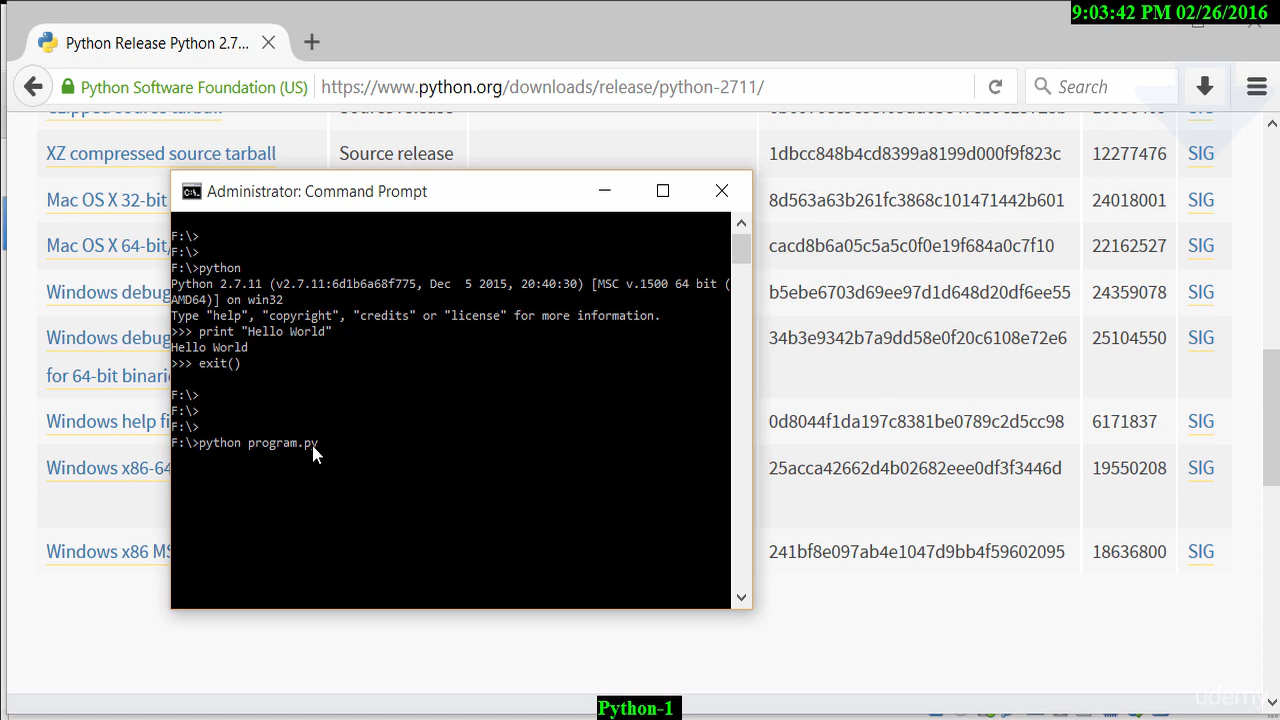 9:03:42 PM 02/26/2016
Python Release Python 2.7...
Python Software Foundation (US)
https://www.python.org/downloads/release/python-2711/
Search
XZ compressed source tarball
Source release
1dbcc848b4cd8399a8199d000f9f823c
12277476
SIG
Mac OS X 32-bit
8d563a63b261fc3868c101471442b601
24018001
SIG
Mac OS X 64-bit/
cacd8b6a05c5a5c0f0e19f684a0c7f10
22162527
SIG
Windows debug
b5ebe6703d69ee97d1d648d20df6ee55
24359078
SIG
Windows debug
for 64-bit binari
34b3e9342b7a9dd58e0f20c6108e72e6
25104550
SIG
Windows help fi
0d8044f1da197c8381be0789c2d5cc98
6171837
SIG
Windows x86-64
25acca42662d4b02682eee0df3f3446d
19550208
SIG
Windows x86 MS
241bf8e097ab4e1047d9bb4f59602095
18636800
SIG
Administrator: Command Prompt
F:\>
F:\>
F:\>python
Python 2.7.11 (v2.7.11:6d1b6a68f775, Dec  5 2015, 20:40:30) [MSC v.1500 64 bit (
AMD64)] on win32
Type "help", "copyright", "credits" or "license" for more information.
>>> print "Hello World"
Hello World
>>> exit()
F:\>
F:\>
F:\>
F:\>python program.py
Python-1
udemy